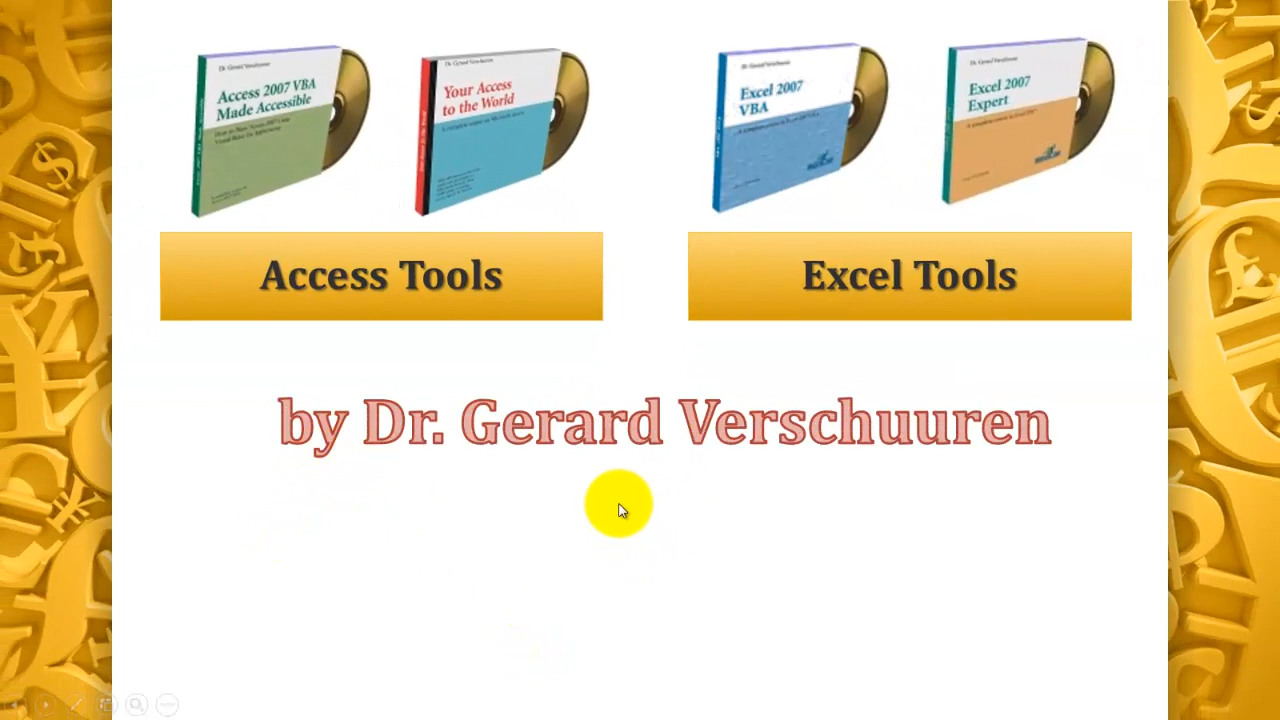 Dr. Gerard Verschuuren
Access 2007 VBA
Made Accessible
Dr. Gerard Verschuuren
Your Access
to the World
Dr. Gerard Verschuuren
Excel 2007
VBA
Dr. Gerard Verschuuren
Excel 2007
Expert
Access Tools
Excel Tools
by Dr. Gerard Verschuuren